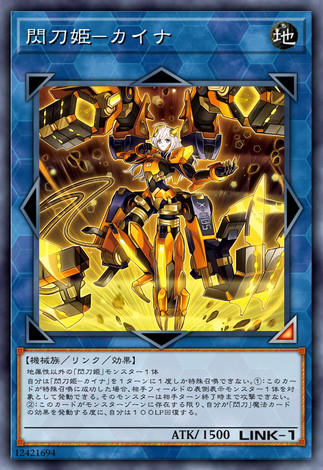 閃刀姫－カイナ
地
【機械族／リンク／効果】
地属性以外の「閃刀姫」モンスター１体
自分は「閃刀姫－カイナ」を１ターンに１度しか特殊召喚できない。①：このカー
ドが特殊召喚に成功した場合、相手フィールドの表側表示モンスター１体を対
象として発動できる。そのモンスターは相手ターン終了時まで攻撃できない。
②：このカードがモンスターゾーンに存在する限り、自分が「閃刀」魔法カード
の効果を発動する度に、自分は１００LP回復する。
ATK/1500 LINK-1
12421694